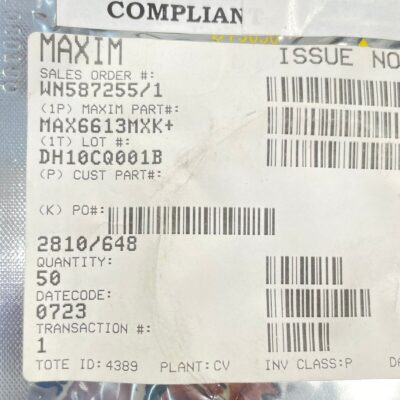 COMPLIANT
MAXIM ISSUE NO
SALES ORDER #:
WN587255/1
(1P) MAXIM PART#:
MAX6613MXK+
(1T) LOT #:
DH10CQ001B
(P) CUST PART#:
(K) PO#:
2810/648
QUANTITY:
50
DATECODE:
0723
TRANSACTION #:
1
TOTE ID:4389 PLANT:CV INV CLASS:P